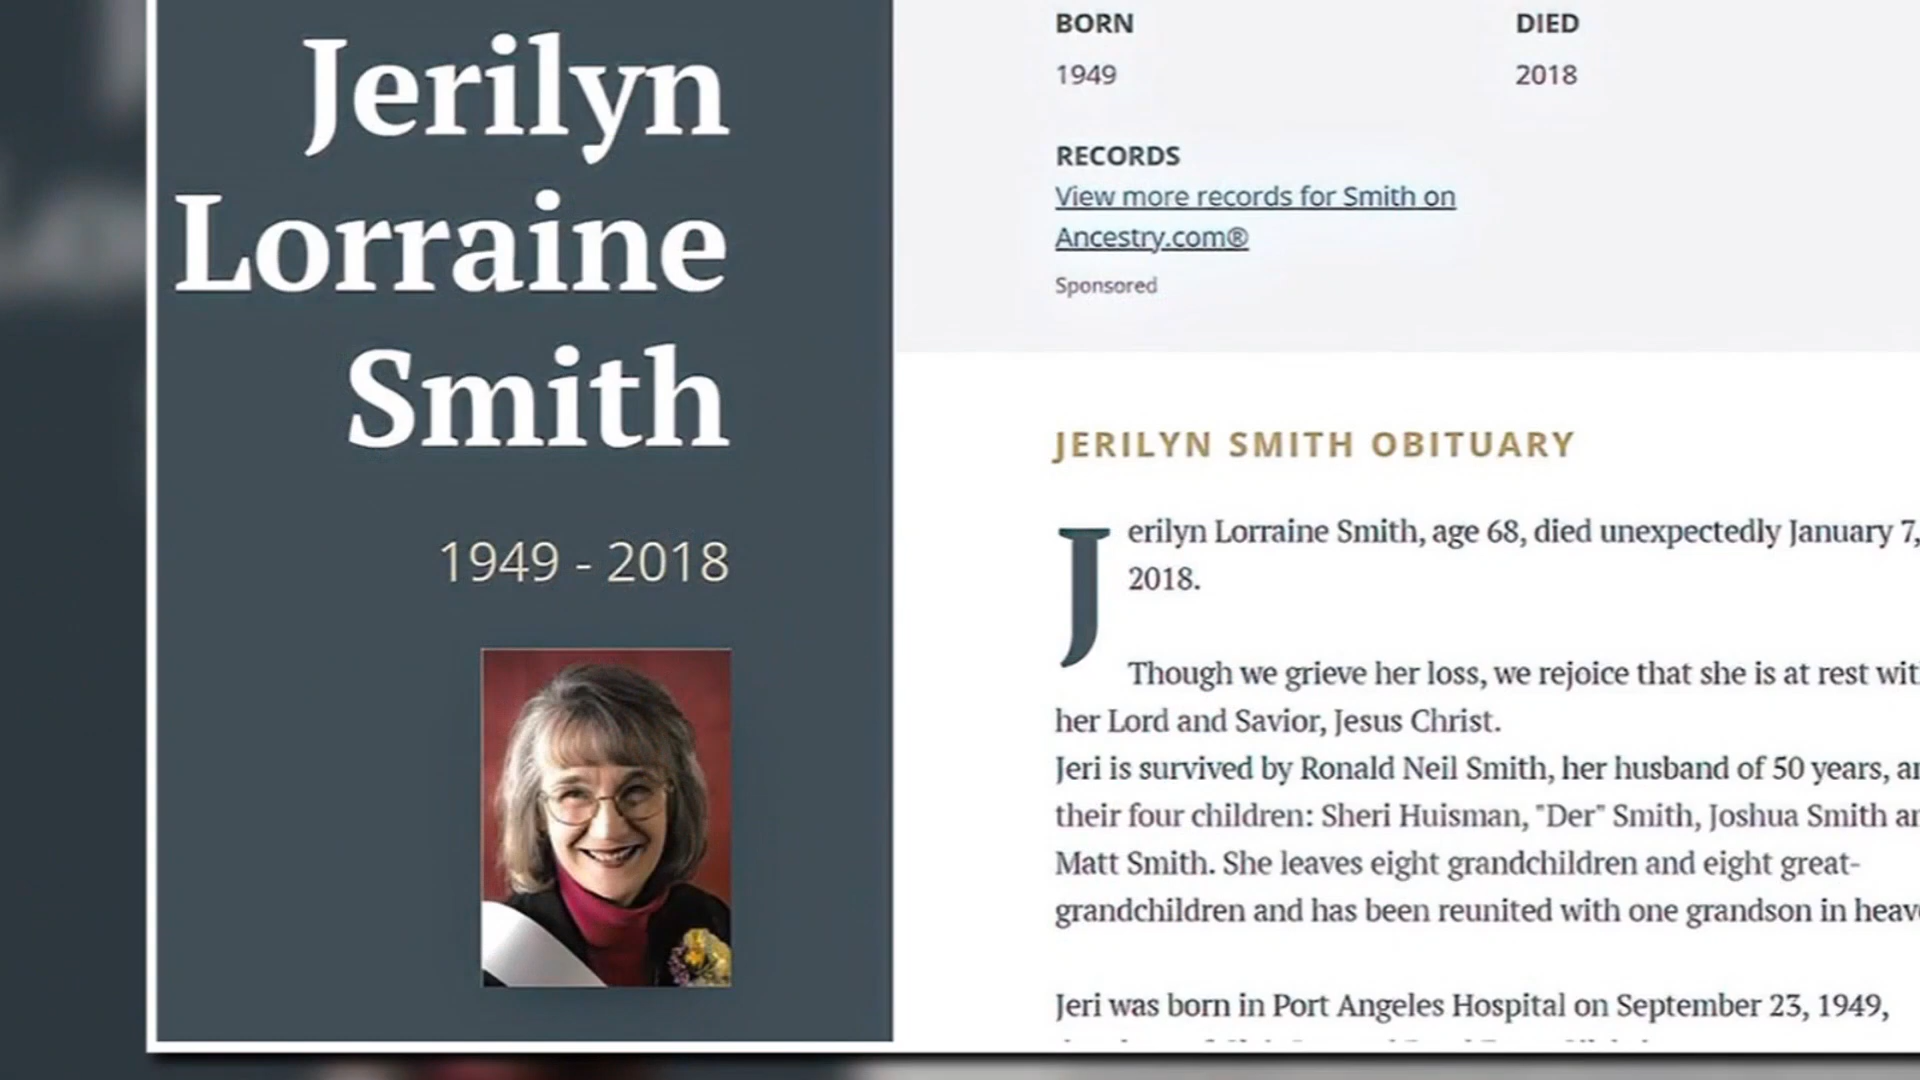 Jerilyn
Lorraine
Smith
1949 - 2018
BORN
1949
DIED
2018
RECORDS
View more records for Smith on
Ancestry.com®
Sponsored
JERILYN SMITH OBITUARY
Jerilyn Lorraine Smith, age 68, died unexpectedly January 7,
2018.
Though we grieve her loss, we rejoice that she is at rest
her Lord and Savior, Jesus Christ.
Jeri is survived by Ronald Neil Smith, her husband of 50 years,
their four children: Sheri Huisman, "Der" Smith, Joshua Smith
Matt Smith. She leaves eight grandchildren and eight great-
grandchildren and has been reunited with one grandson in
Jeri was born in Port Angeles Hospital on September 23, 1949,